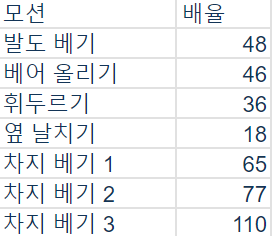 모션 배율
발도 베기 48
베어 올리기 46
휘두르기 36
옆 날치기 18
차지 베기 1 65
차지 베기 2 77
차지 베기 3 110